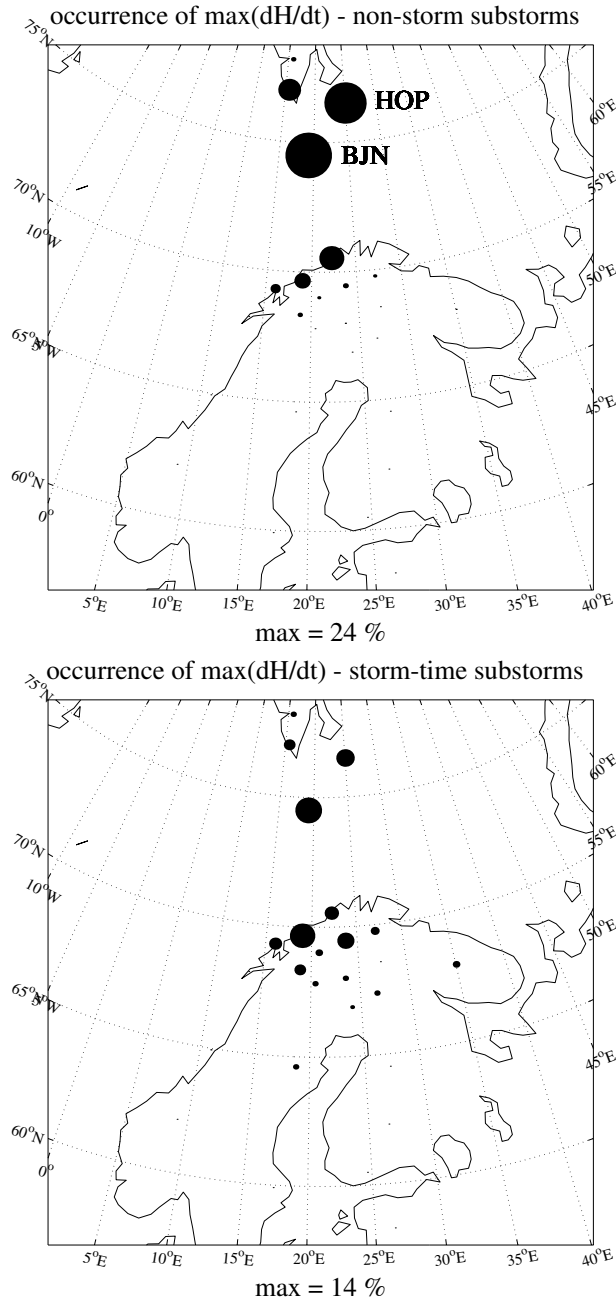 occurrence of max(dH/dt) - non-storm substorms
75°N
HOP
60°E
BJN
55°E
70°N
10°W
50°E
65°N
5°W
45°E
60°N
0°
5°E 10°E 15°E 20°E 25°E 30°E 35°E 40°E
max = 24 %
occurrence of max(dH/dt) - storm-time substorms
75°N
60°E
55°E
70°N
10°W
50°E
65°N
5°W
45°E
60°N
0°
5°E 10°E 15°E 20°E 25°E 30°E 35°E 40°E
max = 14 %